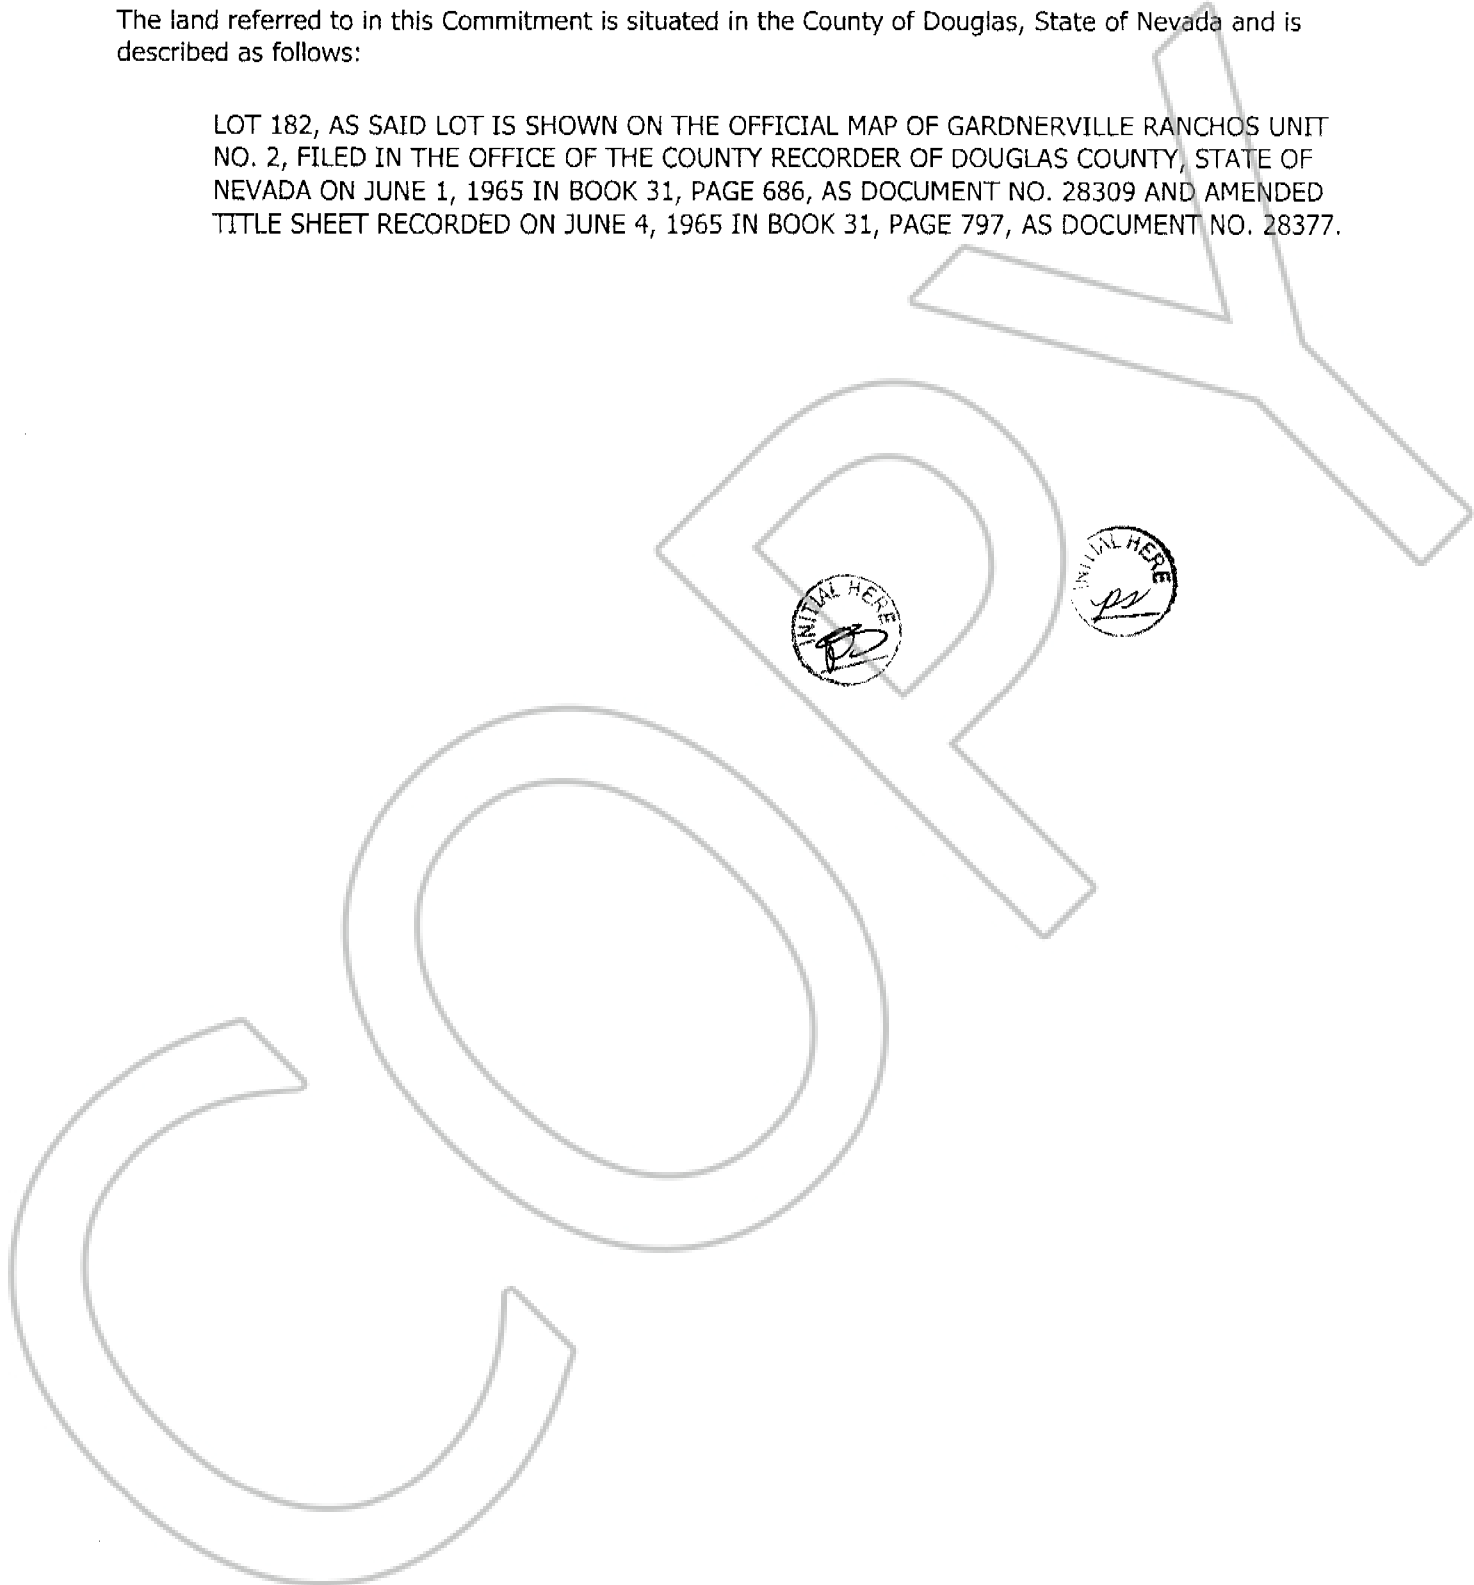 The land referred to in this Commitment is situated in the County of Douglas, State of Nevada and is
described as follows:
LOT 182, AS SAID LOT IS SHOWN ON THE OFFICIAL MAP OF GARDNERVILLE RANCHOS UNIT
NO. 2, FILED IN THE OFFICE OF THE COUNTY RECORDER OF DOUGLAS COUNTY, STATE OF
NEVADA ON JUNE 1, 1965 IN BOOK 31, PAGE 686, AS DOCUMENT NO. 28309 AND AMENDED
TITLE SHEET RECORDED ON JUNE 4, 1965 IN BOOK 31, PAGE 797, AS DOCUMENT NO. 28377.
INITIAL HERE
INITIAL HERE
ps
COPY